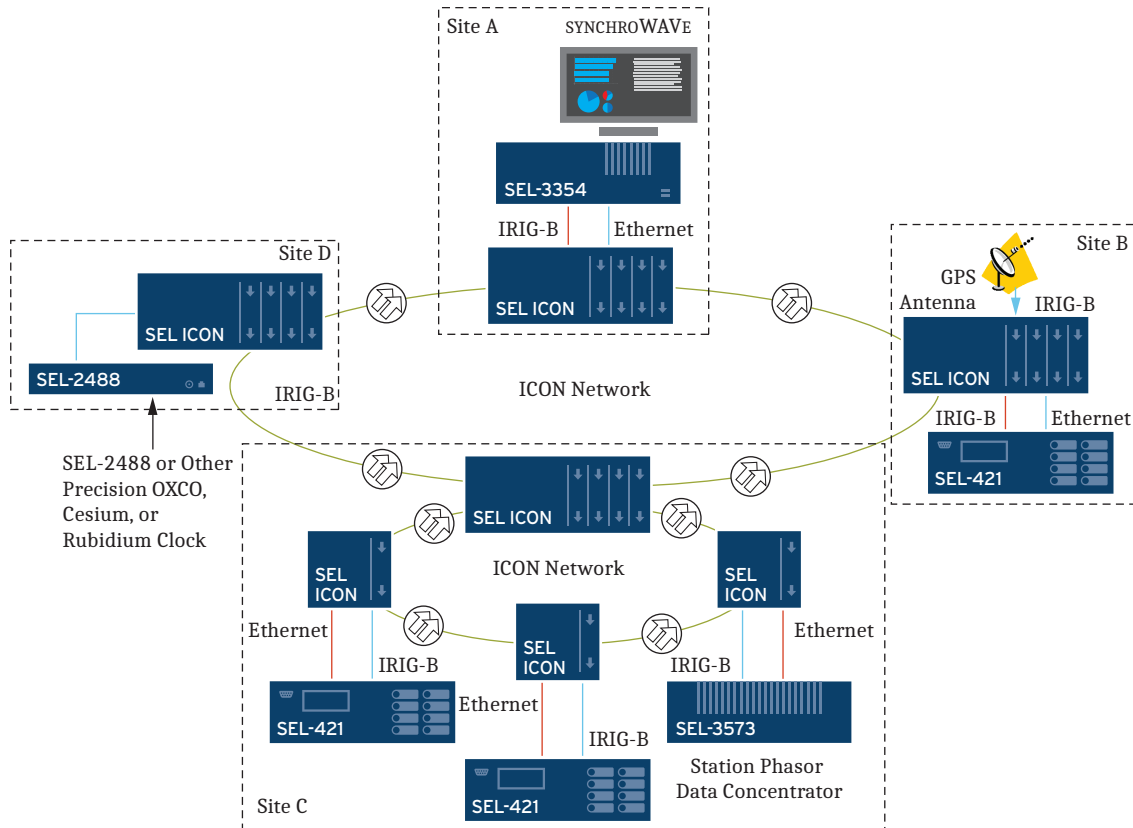 Site A
SYNCHROWAVE
SEL-3354
IRIG-B
Ethernet
SEL ICON
Site D
SEL ICON
SEL-2488
IRIG-B
SEL-2488 or Other
Precision OXCO,
Cesium, or
Rubidium Clock
ICON Network
Site B
GPS
Antenna
IRIG-B
SEL ICON
IRIG-B
Ethernet
SEL-421
SEL ICON
ICON Network
SEL
ICON
Ethernet
IRIG-B
SEL-421
SEL
ICON
Ethernet
IRIG-B
SEL-421
SEL
ICON
IRIG-B
Ethernet
SEL-3573
Station Phasor
Data Concentrator
Site C